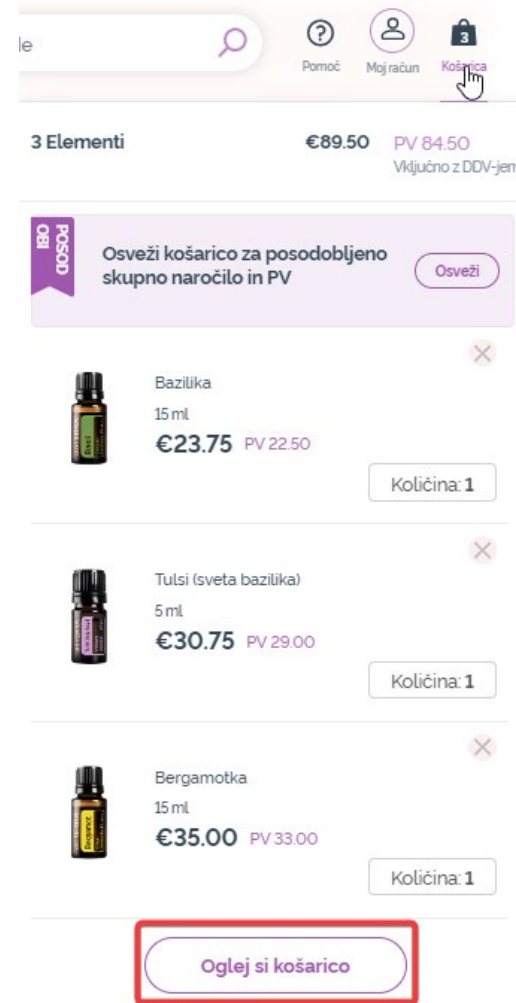 de
Pomoč
Moj račun
3
Košarica
3 Elementi
€89.50 PV 84.50
Vključno z DDV-jem
POSOD
OBI
Osveži košarico za posodobljeno
skupno naročilo in PV
Osveži
Bazilika
15 ml
€23.75 PV 22.50
Količina: 1
Tulsi (sveta bazilika)
5 ml
€30.75 PV 29.00
Količina: 1
Bergamotka
15 ml
€35.00 PV 33.00
Bergamot
Količina: 1
Oglej si košarico